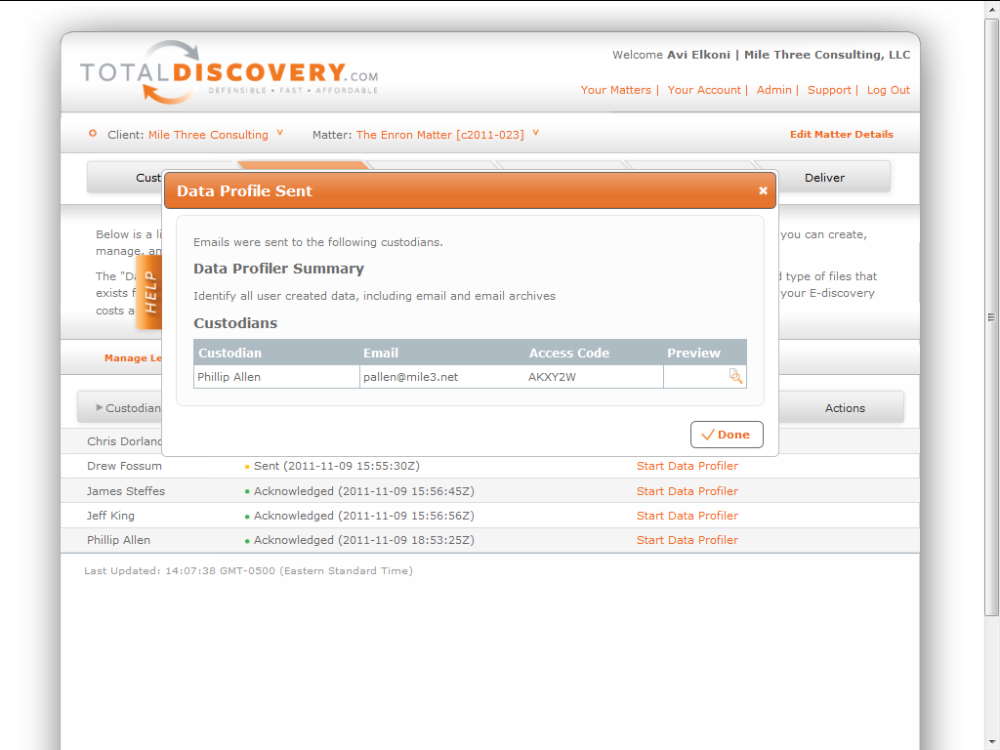 Welcome Avi Elkoni | Mile Three Consulting, LLC
TOTALDISCOVERY.COM
DEFENSIBLE • FAST • AFFORDABLE
Your Matters | Your Account | Admin | Support | Log Out
Client: Mile Three Consulting v Matter: The Enron Matter [c2011-023] v Edit Matter Details
Cust Deliver
Data Profile Sent
Below is a li you can create,
Emails were sent to the following custodians.
manage, an
Data Profiler Summary
The "Da d type of files that
exists f Identify all user created data, including email and email archives your E-discovery
costs a
HELP
Custodians
Custodian Email Access Code Preview
Manage Le
Phillip Allen pallen@mile3.net AKXY2W
Custodian Actions
Done
Chris Dorland
Drew Fossum Sent (2011-11-09 15:55:30Z) Start Data Profiler
James Steffes Acknowledged (2011-11-09 15:56:45Z) Start Data Profiler
Jeff King Acknowledged (2011-11-09 15:56:56Z) Start Data Profiler
Phillip Allen Acknowledged (2011-11-09 18:53:25Z) Start Data Profiler
Last Updated: 14:07:38 GMT-0500 (Eastern Standard Time)